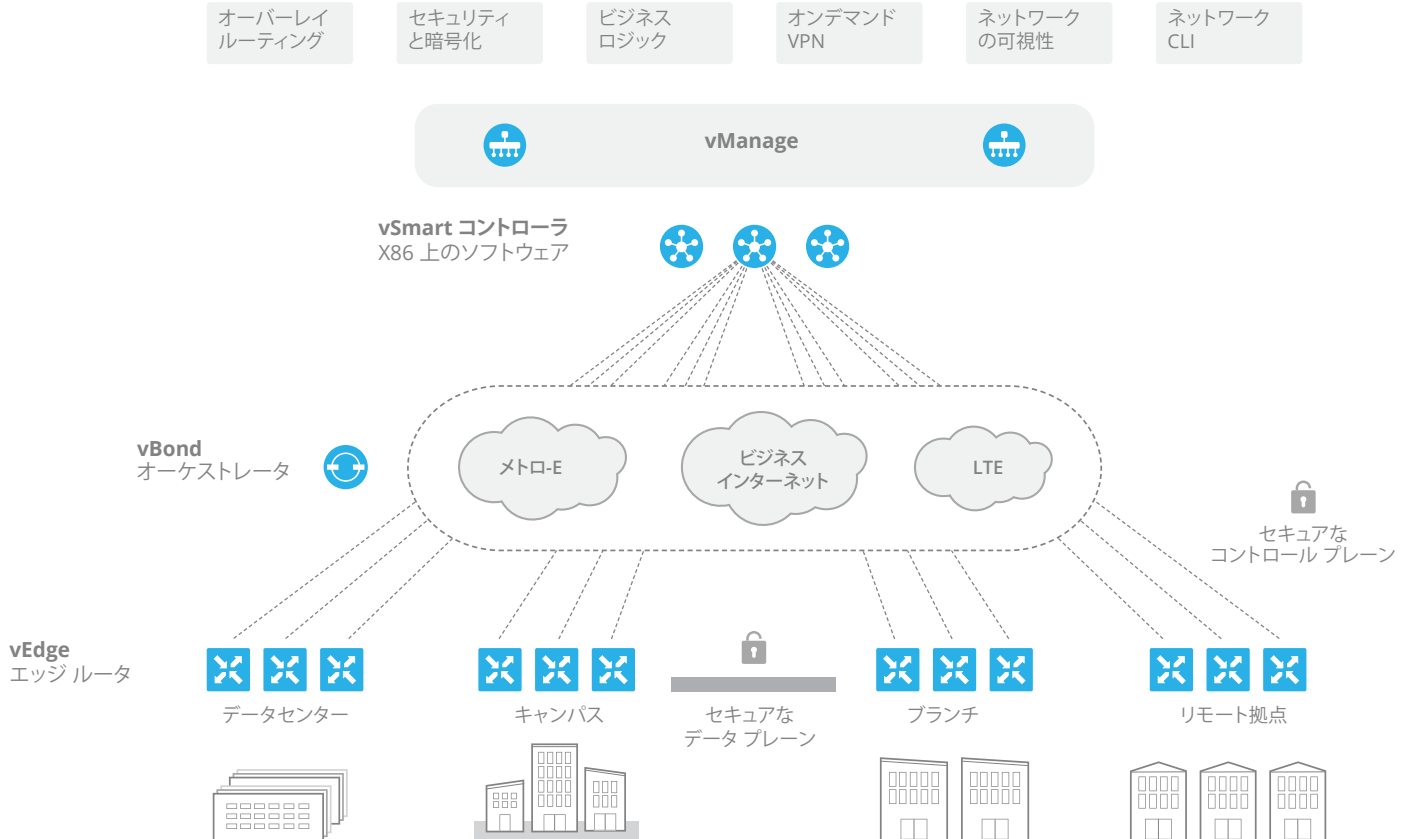 オーバーレイ
ルーティング
セキュリティ
と暗号化
ビジネス
ロジック
オンデマンド
VPN
ネットワーク
の可視性
ネットワーク
CLI
vManage
vSmart コントローラ
X86 上のソフトウェア
vBond
オーケストレータ
メトロ-E
ビジネス
インターネット
LTE
セキュアな
コントロール プレーン
vEdge
エッジ ルータ
データセンター
キャンパス
セキュアな
データ プレーン
ブランチ
リモート拠点